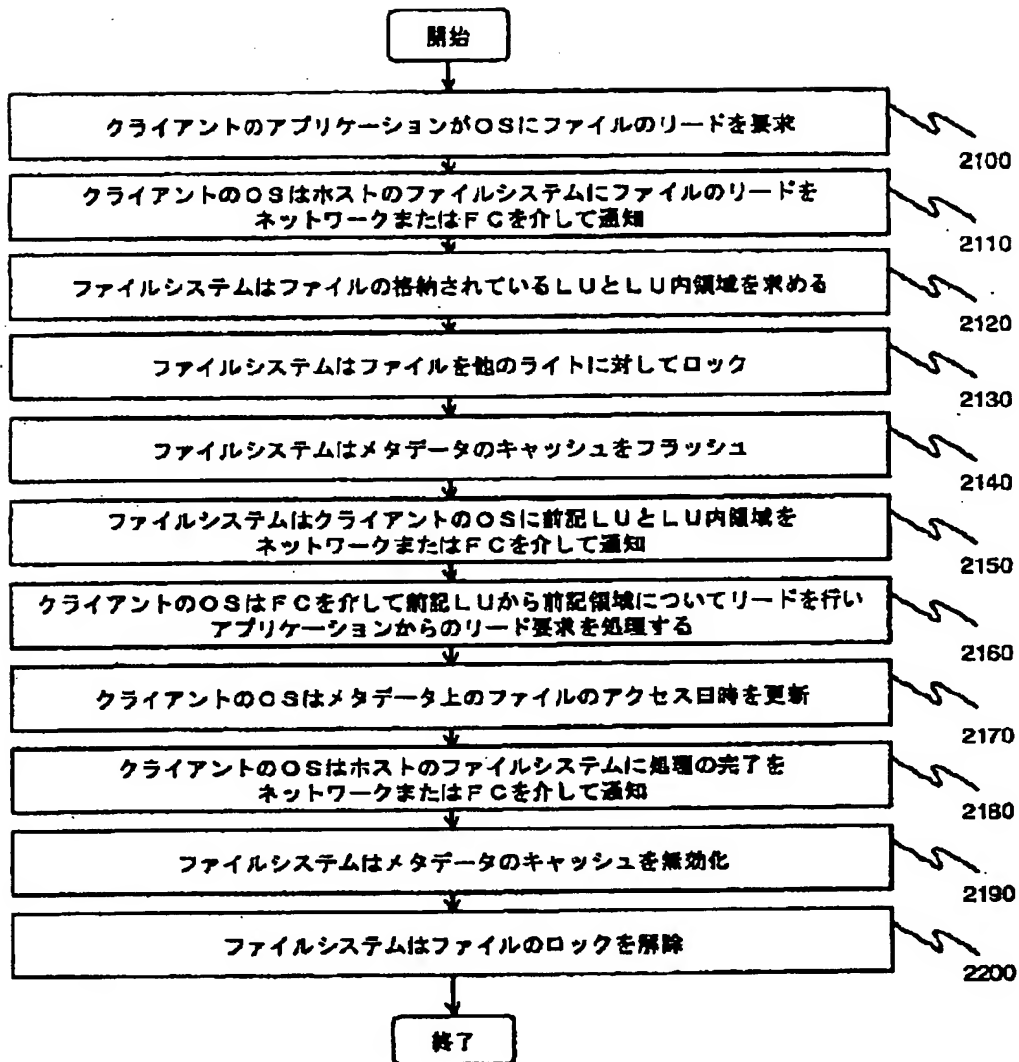 開始
クライアントのアプリケーションがOSにファイルのリードを要求
2100
クライアントのOSはホストのファイルシステムにファイルのリードを
ネットワークまたはFCを介して通知
2110
ファイルシステムはファイルの格納されているLUとLU内領域を求める
2120
ファイルシステムはファイルを他のライトに対してロック
2130
ファイルシステムはメタデータのキャッシュをフラッシュ
2140
ファイルシステムはクライアントのOSに前記LUとLU内領域を
ネットワークまたはFCを介して通知
2150
クライアントのOSはFCを介して前記LUから前記領域についてリードを行い
アプリケーションからのリード要求を処理する
2160
クライアントのOSはメタデータ上のファイルのアクセス日時を更新
2170
クライアントのOSはホストのファイルシステムに処理の完了を
ネットワークまたはFCを介して通知
2180
ファイルシステムはメタデータのキャッシュを無効化
2190
ファイルシステムはファイルのロックを解除
2200
終了